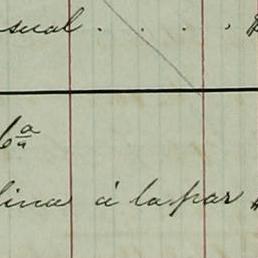 sual . . . . $
6ª
lina á la par $